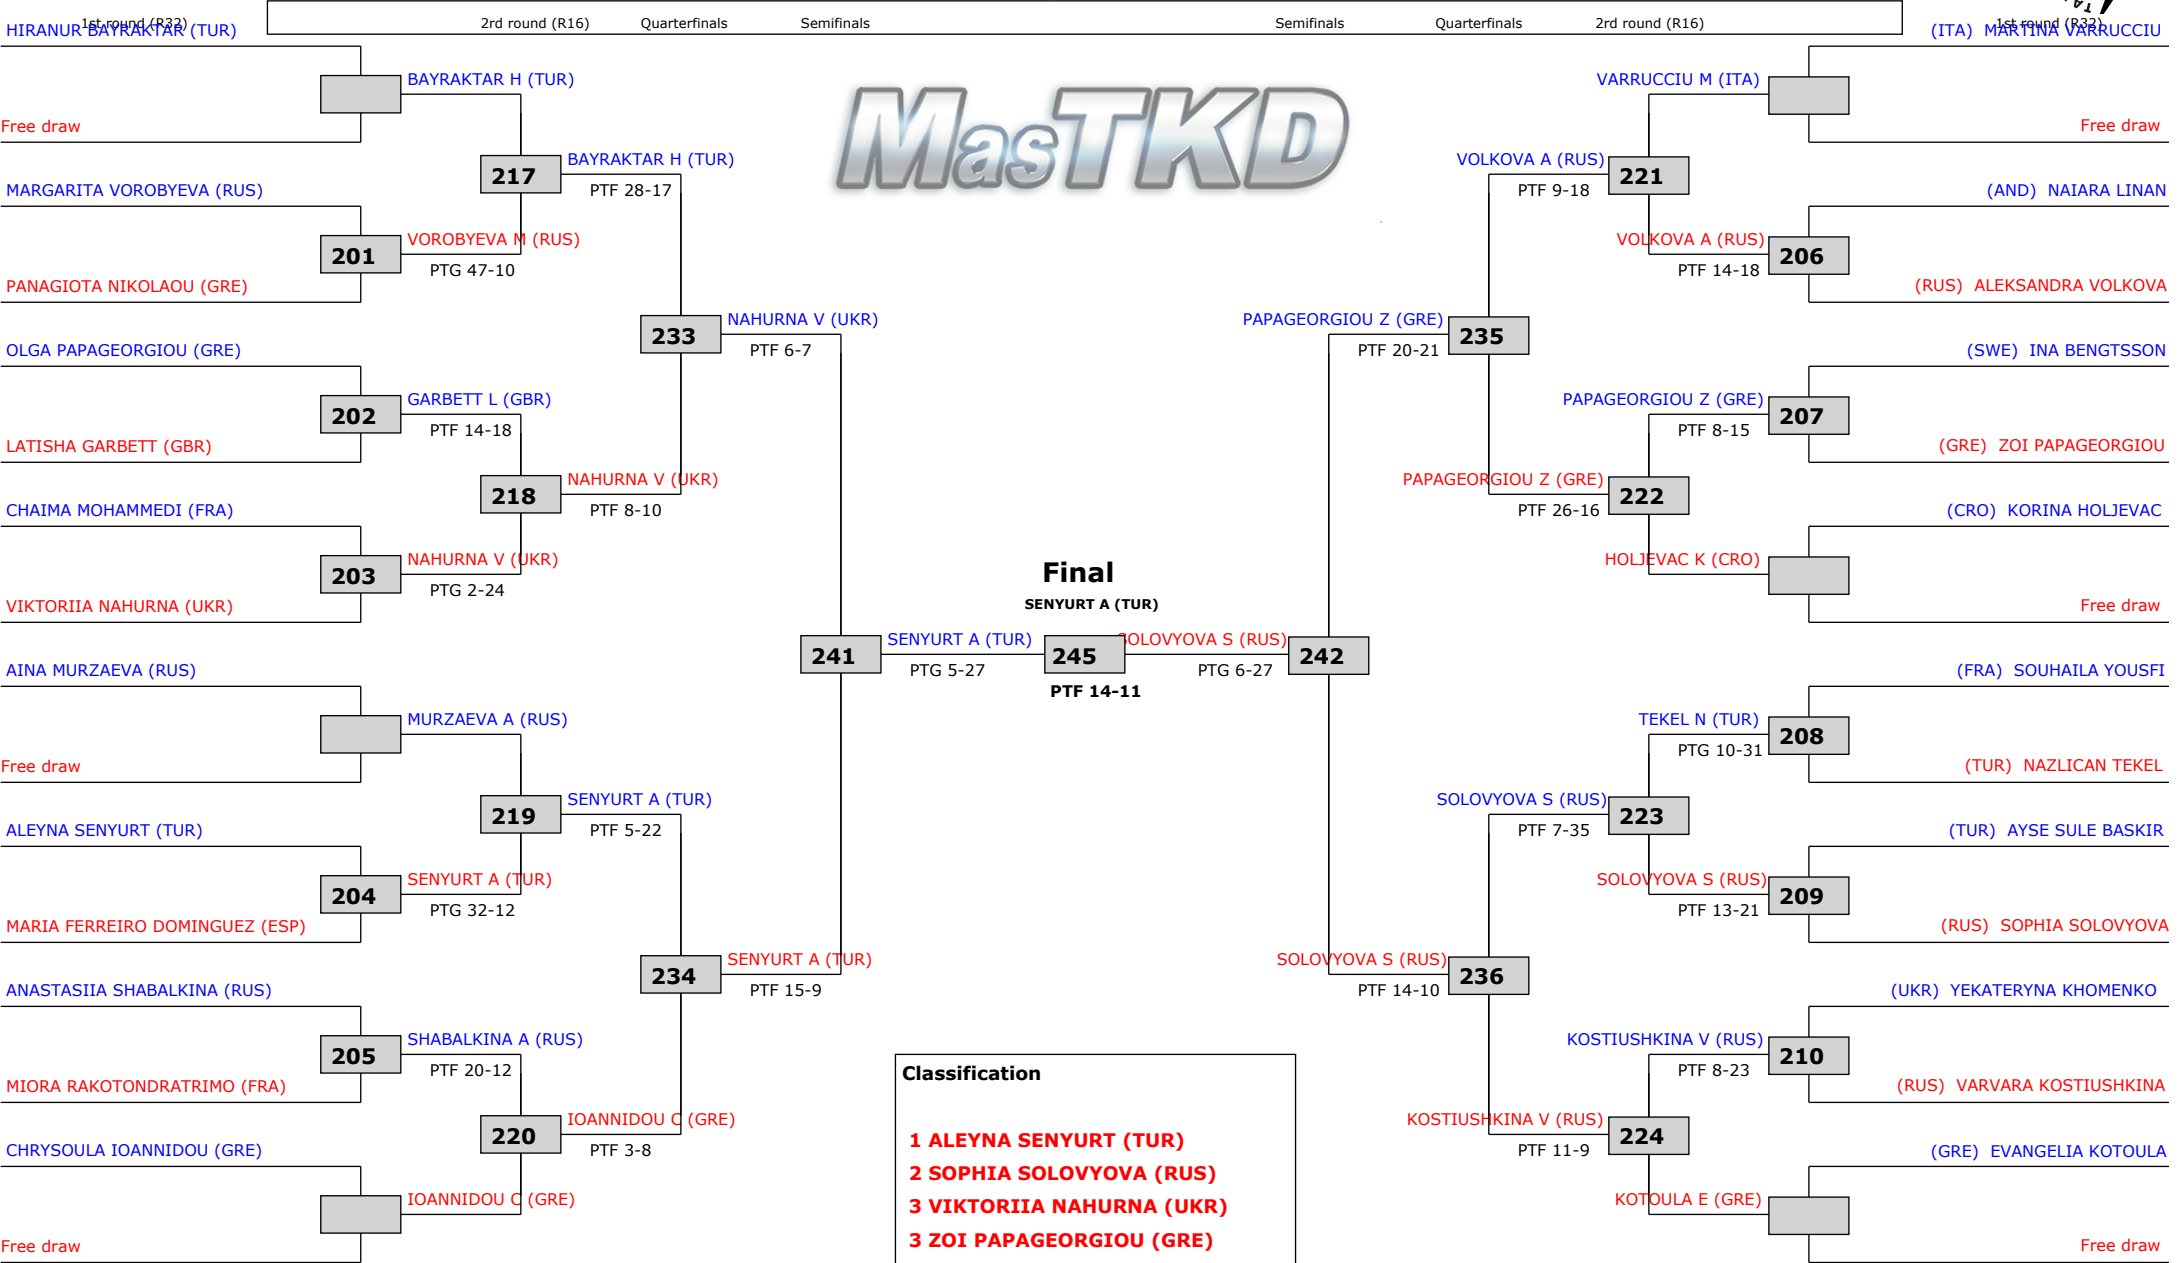 1st round (R32)
2nd round (R16)
Quarterfinals
Semifinals
Semifinals
Quarterfinals
2nd round (R16)
1st round (R32)
MasTKD
HIRANUR BAYRAKTAR (TUR)
Free draw
MARGARITA VOROBYEVA (RUS)
PANAGIOTA NIKOLAOU (GRE)
OLGA PAPAGEORGIOU (GRE)
LATISHA GARBETT (GBR)
CHAIMA MOHAMMEDI (FRA)
VIKTORIIA NAHURNA (UKR)
AINA MURZAEVA (RUS)
Free draw
ALEYNA SENYURT (TUR)
MARIA FERREIRO DOMINGUEZ (ESP)
ANASTASIIA SHABALKINA (RUS)
MIORA RAKOTONDRATRIMO (FRA)
CHRYSOULA IOANNIDOU (GRE)
Free draw
BAYRAKTAR H (TUR)
201
VOROBYEVA M (RUS)
PTG 47-10
202
GARBETT L (GBR)
PTF 14-18
203
NAHURNA V (UKR)
PTG 2-24
MURZAEVA A (RUS)
204
SENYURT A (TUR)
PTG 32-12
205
SHABALKINA A (RUS)
PTF 20-12
IOANNIDOU C (GRE)
217
BAYRAKTAR H (TUR)
PTF 28-17
218
NAHURNA V (UKR)
PTF 8-10
219
SENYURT A (TUR)
PTF 5-22
220
IOANNIDOU C (GRE)
PTF 3-8
233
NAHURNA V (UKR)
PTF 6-7
234
SENYURT A (TUR)
PTF 15-9
241
SENYURT A (TUR)
PTG 5-27
Final
SENYURT A (TUR)
245
PTF 14-11
SOLOVYOVA S (RUS)
PTG 6-27
242
PAPAGEORGIOU Z (GRE)
PTF 20-21
235
SOLOVYOVA S (RUS)
PTF 14-10
236
VOLKOVA A (RUS)
PTF 9-18
221
PAPAGEORGIOU Z (GRE)
PTF 26-16
222
SOLOVYOVA S (RUS)
PTF 7-35
223
KOSTIUSHKINA V (RUS)
PTF 11-9
224
VARRUCCIU M (ITA)
VOLKOVA A (RUS)
PTF 14-18
206
PAPAGEORGIOU Z (GRE)
PTF 8-15
207
HOLJEVAC K (CRO)
TEKEL N (TUR)
PTG 10-31
208
SOLOVYOVA S (RUS)
PTF 13-21
209
KOSTIUSHKINA V (RUS)
PTF 8-23
210
KOTOULA E (GRE)
(ITA) MARTINA VARRUCCIU
Free draw
(AND) NAIARA LINAN
(RUS) ALEKSANDRA VOLKOVA
(SWE) INA BENGTSSON
(GRE) ZOI PAPAGEORGIOU
(CRO) KORINA HOLJEVAC
Free draw
(FRA) SOUHAILA YOUSFI
(TUR) NAZLICAN TEKEL
(TUR) AYSE SULE BASKIR
(RUS) SOPHIA SOLOVYOVA
(UKR) YEKATERYNA KHOMENKO
(RUS) VARVARA KOSTIUSHKINA
(GRE) EVANGELIA KOTOULA
Free draw
Classification
1 ALEYNA SENYURT (TUR)
2 SOPHIA SOLOVYOVA (RUS)
3 VIKTORIIA NAHURNA (UKR)
3 ZOI PAPAGEORGIOU (GRE)